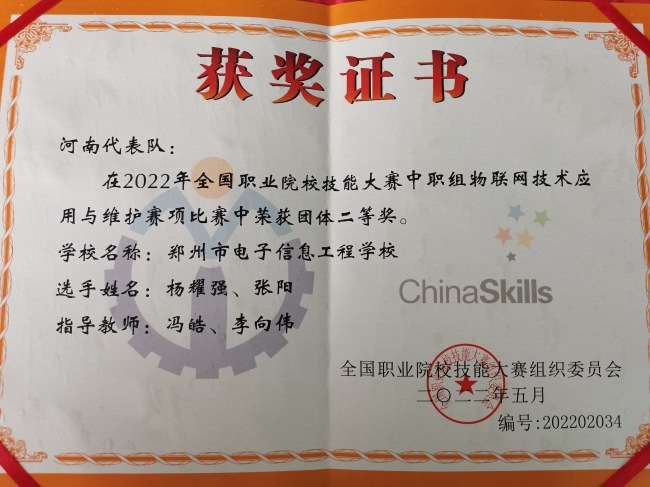 获奖证书
河南代表队：
在2022年全国职业院校技能大赛中职组物联网技术应
用与维护赛项比赛中荣获团体二等奖。
学校名称：郑州市电子信息工程学校
选手姓名：杨耀强、张阳
指导教师：冯皓、李向伟
ChinaSkills
全国职业院校技能大赛组织委员会
二〇二二年五月
编号:202202034